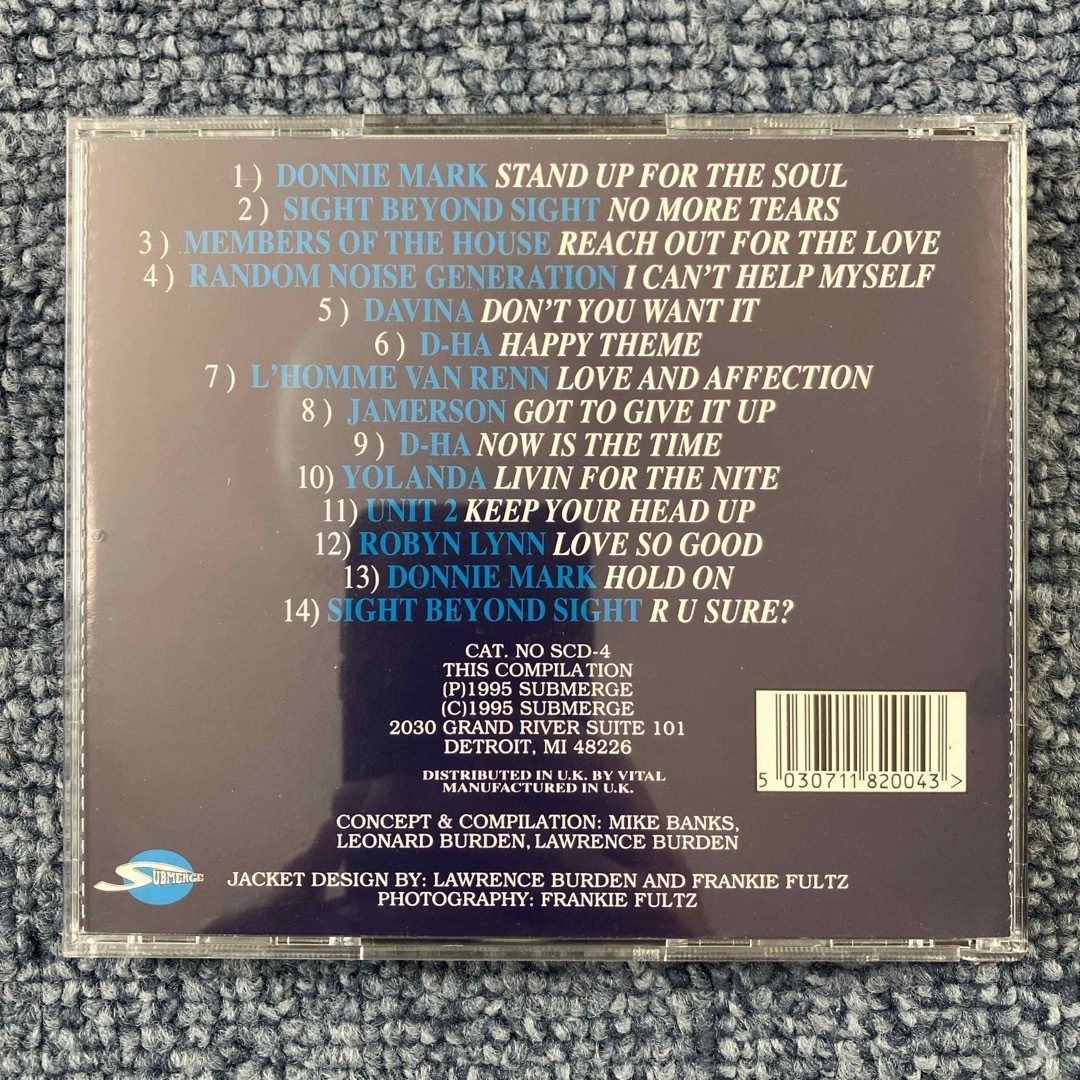 1) DONNIE MARK STAND UP FOR THE SOUL
2) SIGHT BEYOND SIGHT NO MORE TEARS
3) MEMBERS OF THE HOUSE REACH OUT FOR THE LOVE
4) RANDOM NOISE GENERATION I CAN'T HELP MYSELF
5) DAVINA DON'T YOU WANT IT
6) D-HA HAPPY THEME
7) L'HOMME VAN RENN LOVE AND AFFECTION
8) JAMERSON GOT TO GIVE IT UP
9) D-HA NOW IS THE TIME
10) YOLANDA LIVIN FOR THE NITE
11) UNIT 2 KEEP YOUR HEAD UP
12) ROBYN LYNN LOVE SO GOOD
13) DONNIE MARK HOLD ON
14) SIGHT BEYOND SIGHT R U SURE?
CAT. NO SCD-4
THIS COMPILATION
(P)1995 SUBMERGE
(C)1995 SUBMERGE
2030 GRAND RIVER SUITE 101
DETROIT, MI 48226
DISTRIBUTED IN U.K. BY VITAL
MANUFACTURED IN U.K.
5 030711 820043 >
CONCEPT & COMPILATION: MIKE BANKS,
LEONARD BURDEN, LAWRENCE BURDEN
SUBMERGE
JACKET DESIGN BY: LAWRENCE BURDEN AND FRANKIE FULTZ
PHOTOGRAPHY: FRANKIE FULTZ